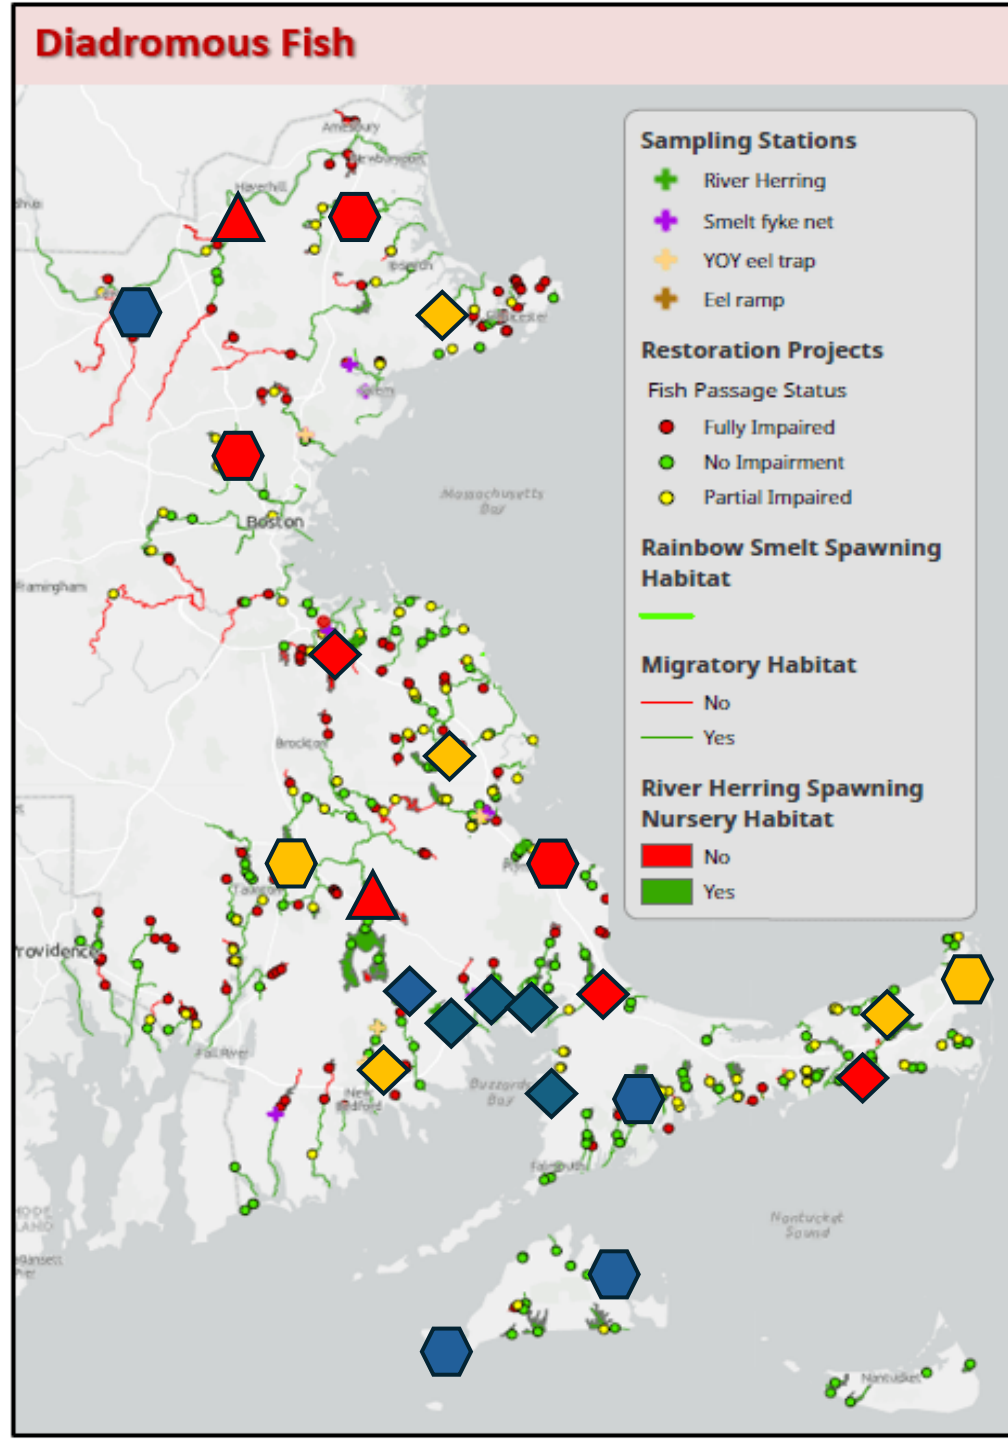 Diadromous Fish
Sampling Stations
River Herring
Smelt fyke net
YOY eel trap
Eel ramp
Restoration Projects
Fish Passage Status
Fully Impaired
No Impairment
Partial Impaired
Rainbow Smelt Spawning
Habitat
Migratory Habitat
No
Yes
River Herring Spawning
Nursery Habitat
No
Yes
Amesbury
Newburyport
Haverhill
Ipswich
Gloucester
Massachusetts
Bay
Boston
Framingham
Brockton
Taunton
Providence
Fall River
New
Bedford
Buzzards
Bay
Falmouth
Nantucket
Sound
Nantucket